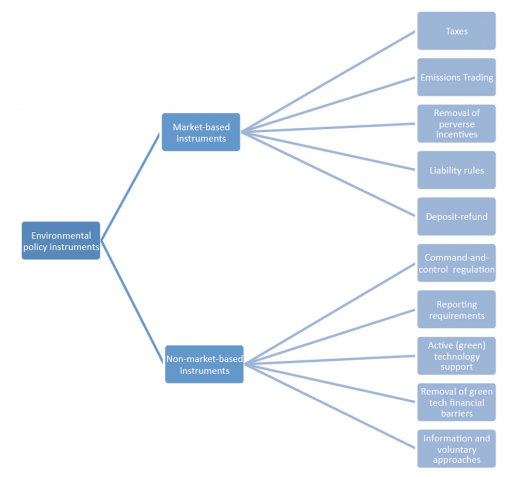 Taxes
Emissions Trading
Removal of
perverse
incentives
Market-based
instruments
Liability rules
Deposit-refund
Environmental
policy instruments
Command-and-
control regulation
Reporting
requirements
Non-market-based
instruments
Active (green)
technology
support
Removal of green
tech financial
barriers
Information and
voluntary
approaches